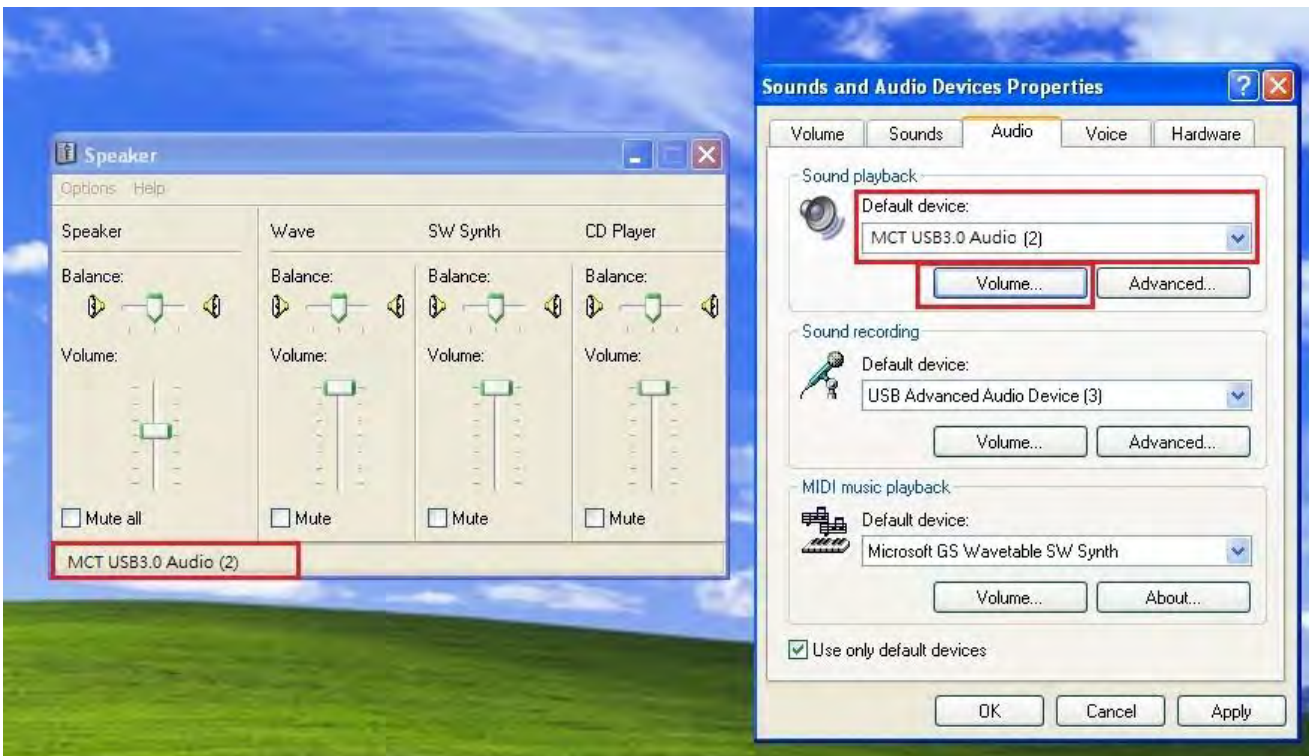 Speaker
Options Help
Speaker Wave SW Synth CD Player
Balance: Balance: Balance: Balance:
Volume: Volume: Volume: Volume:
Mute all Mute Mute Mute
MCT USB3.0 Audio (2)
Sounds and Audio Devices Properties
Volume Sounds Audio Voice Hardware
Sound playback
Default device:
MCT USB3.0 Audio (2)
Volume... Advanced...
Sound recording
Default device:
USB Advanced Audio Device (3)
Volume... Advanced...
MIDI music playback
Default device:
Microsoft GS Wavetable SW Synth
Volume... About...
Use only default devices
OK Cancel Apply